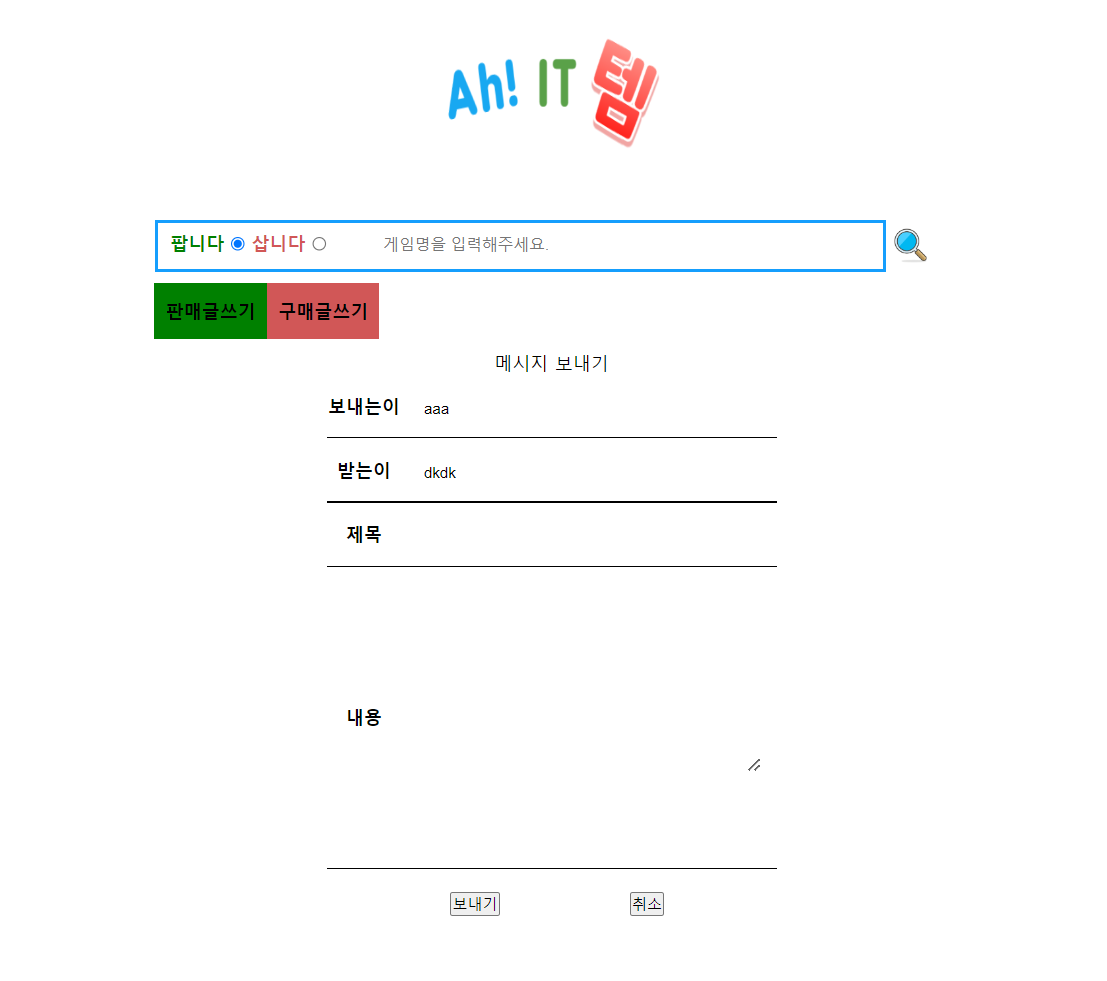 Ah! IT 템
팝니다 삽니다 게임명을 입력해주세요.
판매글쓰기 구매글쓰기
메시지 보내기
보내는이 aaa
받는이 dkdk
제목
내용
보내기 취소